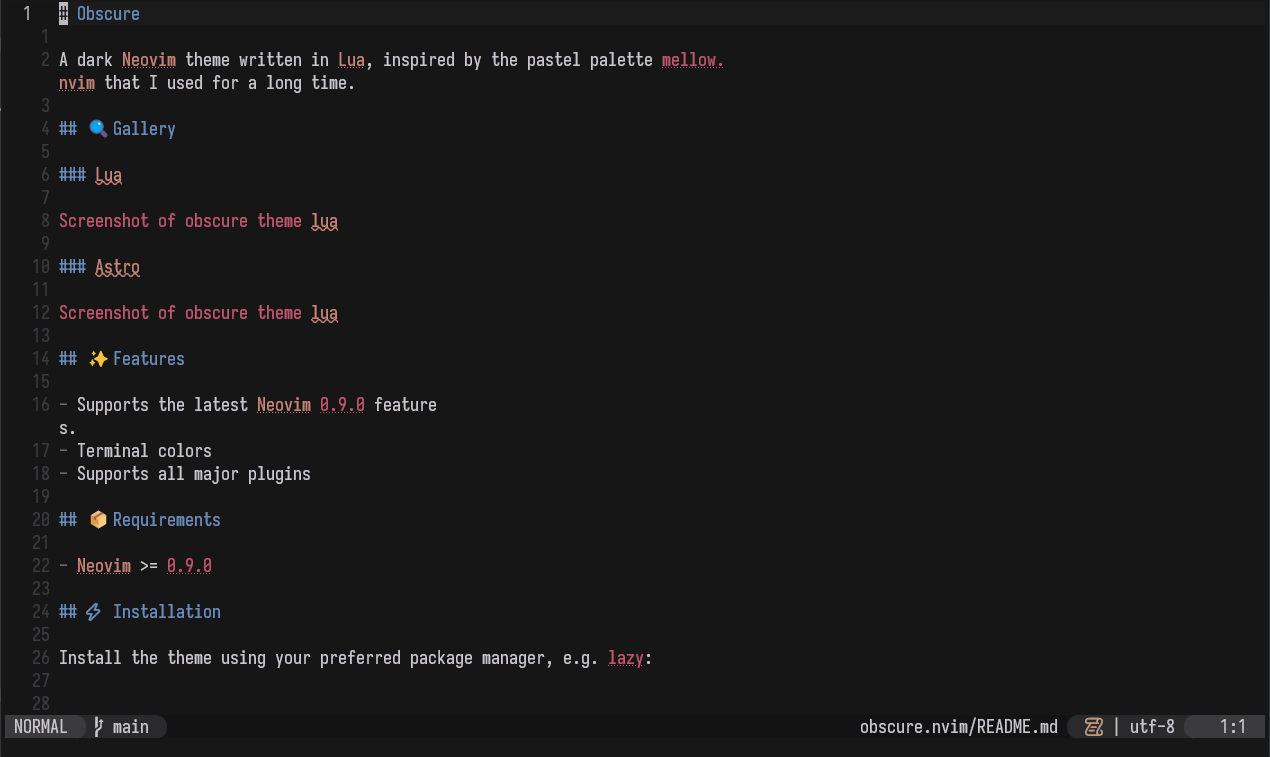 1 # Obscure
1
2 A dark Neovim theme written in Lua, inspired by the pastel palette mellow.
nvim that I used for a long time.
3
4 ## 🔍 Gallery
5
6 ### Lua
7
8 Screenshot of obscure theme lua
9
10 ### Astro
11
12 Screenshot of obscure theme lua
13
14 ## ✨ Features
15
16 - Supports the latest Neovim 0.9.0 feature
s.
17 - Terminal colors
18 - Supports all major plugins
19
20 ## 📦 Requirements
21
22 - Neovim >= 0.9.0
23
24 ## ⚡ Installation
25
26 Install the theme using your preferred package manager, e.g. lazy:
27
28
NORMAL main obscure.nvim/README.md | utf-8 1:1